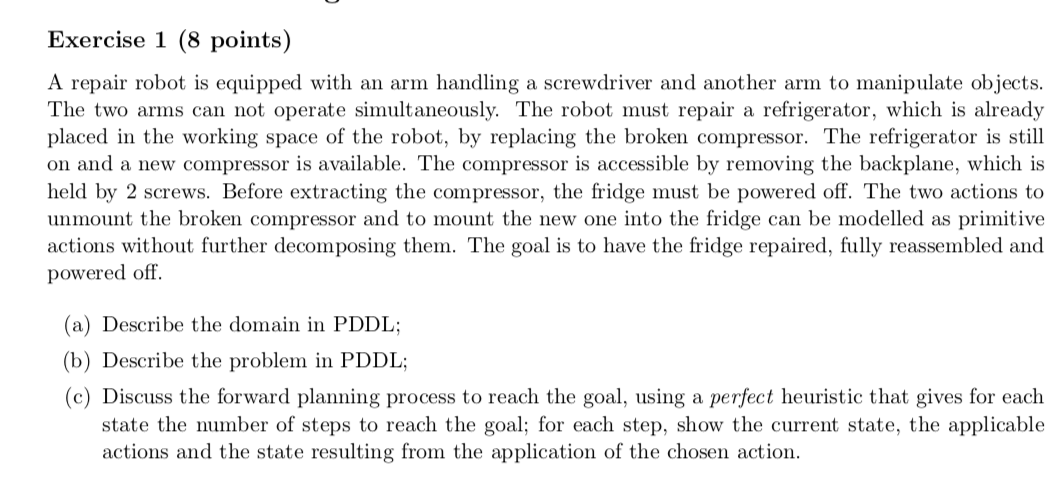 Exercise 1 (8 points)
A repair robot is equipped with an arm handling a screwdriver and another arm to manipulate objects.
The two arms can not operate simultaneously. The robot must repair a refrigerator, which is already
placed in the working space of the robot, by replacing the broken compressor. The refrigerator is still
on and a new compressor is available. The compressor is accessible by removing the backplane, which is
held by 2 screws. Before extracting the compressor, the fridge must be powered off. The two actions to
unmount the broken compressor and to mount the new one into the fridge can be modelled as primitive
actions without further decomposing them. The goal is to have the fridge repaired, fully reassembled and
powered off.
(a) Describe the domain in PDDL;
(b) Describe the problem in PDDL;
(c) Discuss the forward planning process to reach the goal, using a perfect heuristic that gives for each
state the number of steps to reach the goal; for each step, show the current state, the applicable
actions and the state resulting from the application of the chosen action.